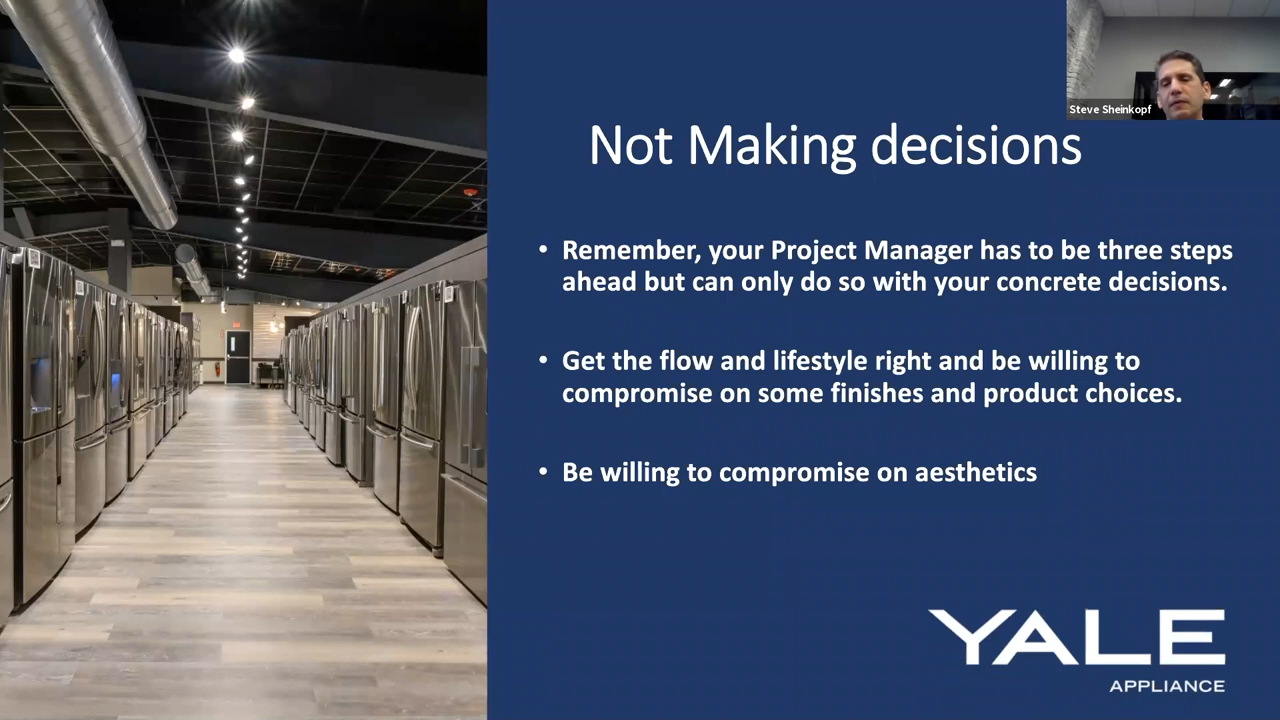 Steve Sheinkopf
Not Making decisions
• Remember, your Project Manager has to be three steps
ahead but can only do so with your concrete decisions.
• Get the flow and lifestyle right and be willing to
compromise on some finishes and product choices.
• Be willing to compromise on aesthetics
YALE
APPLIANCE